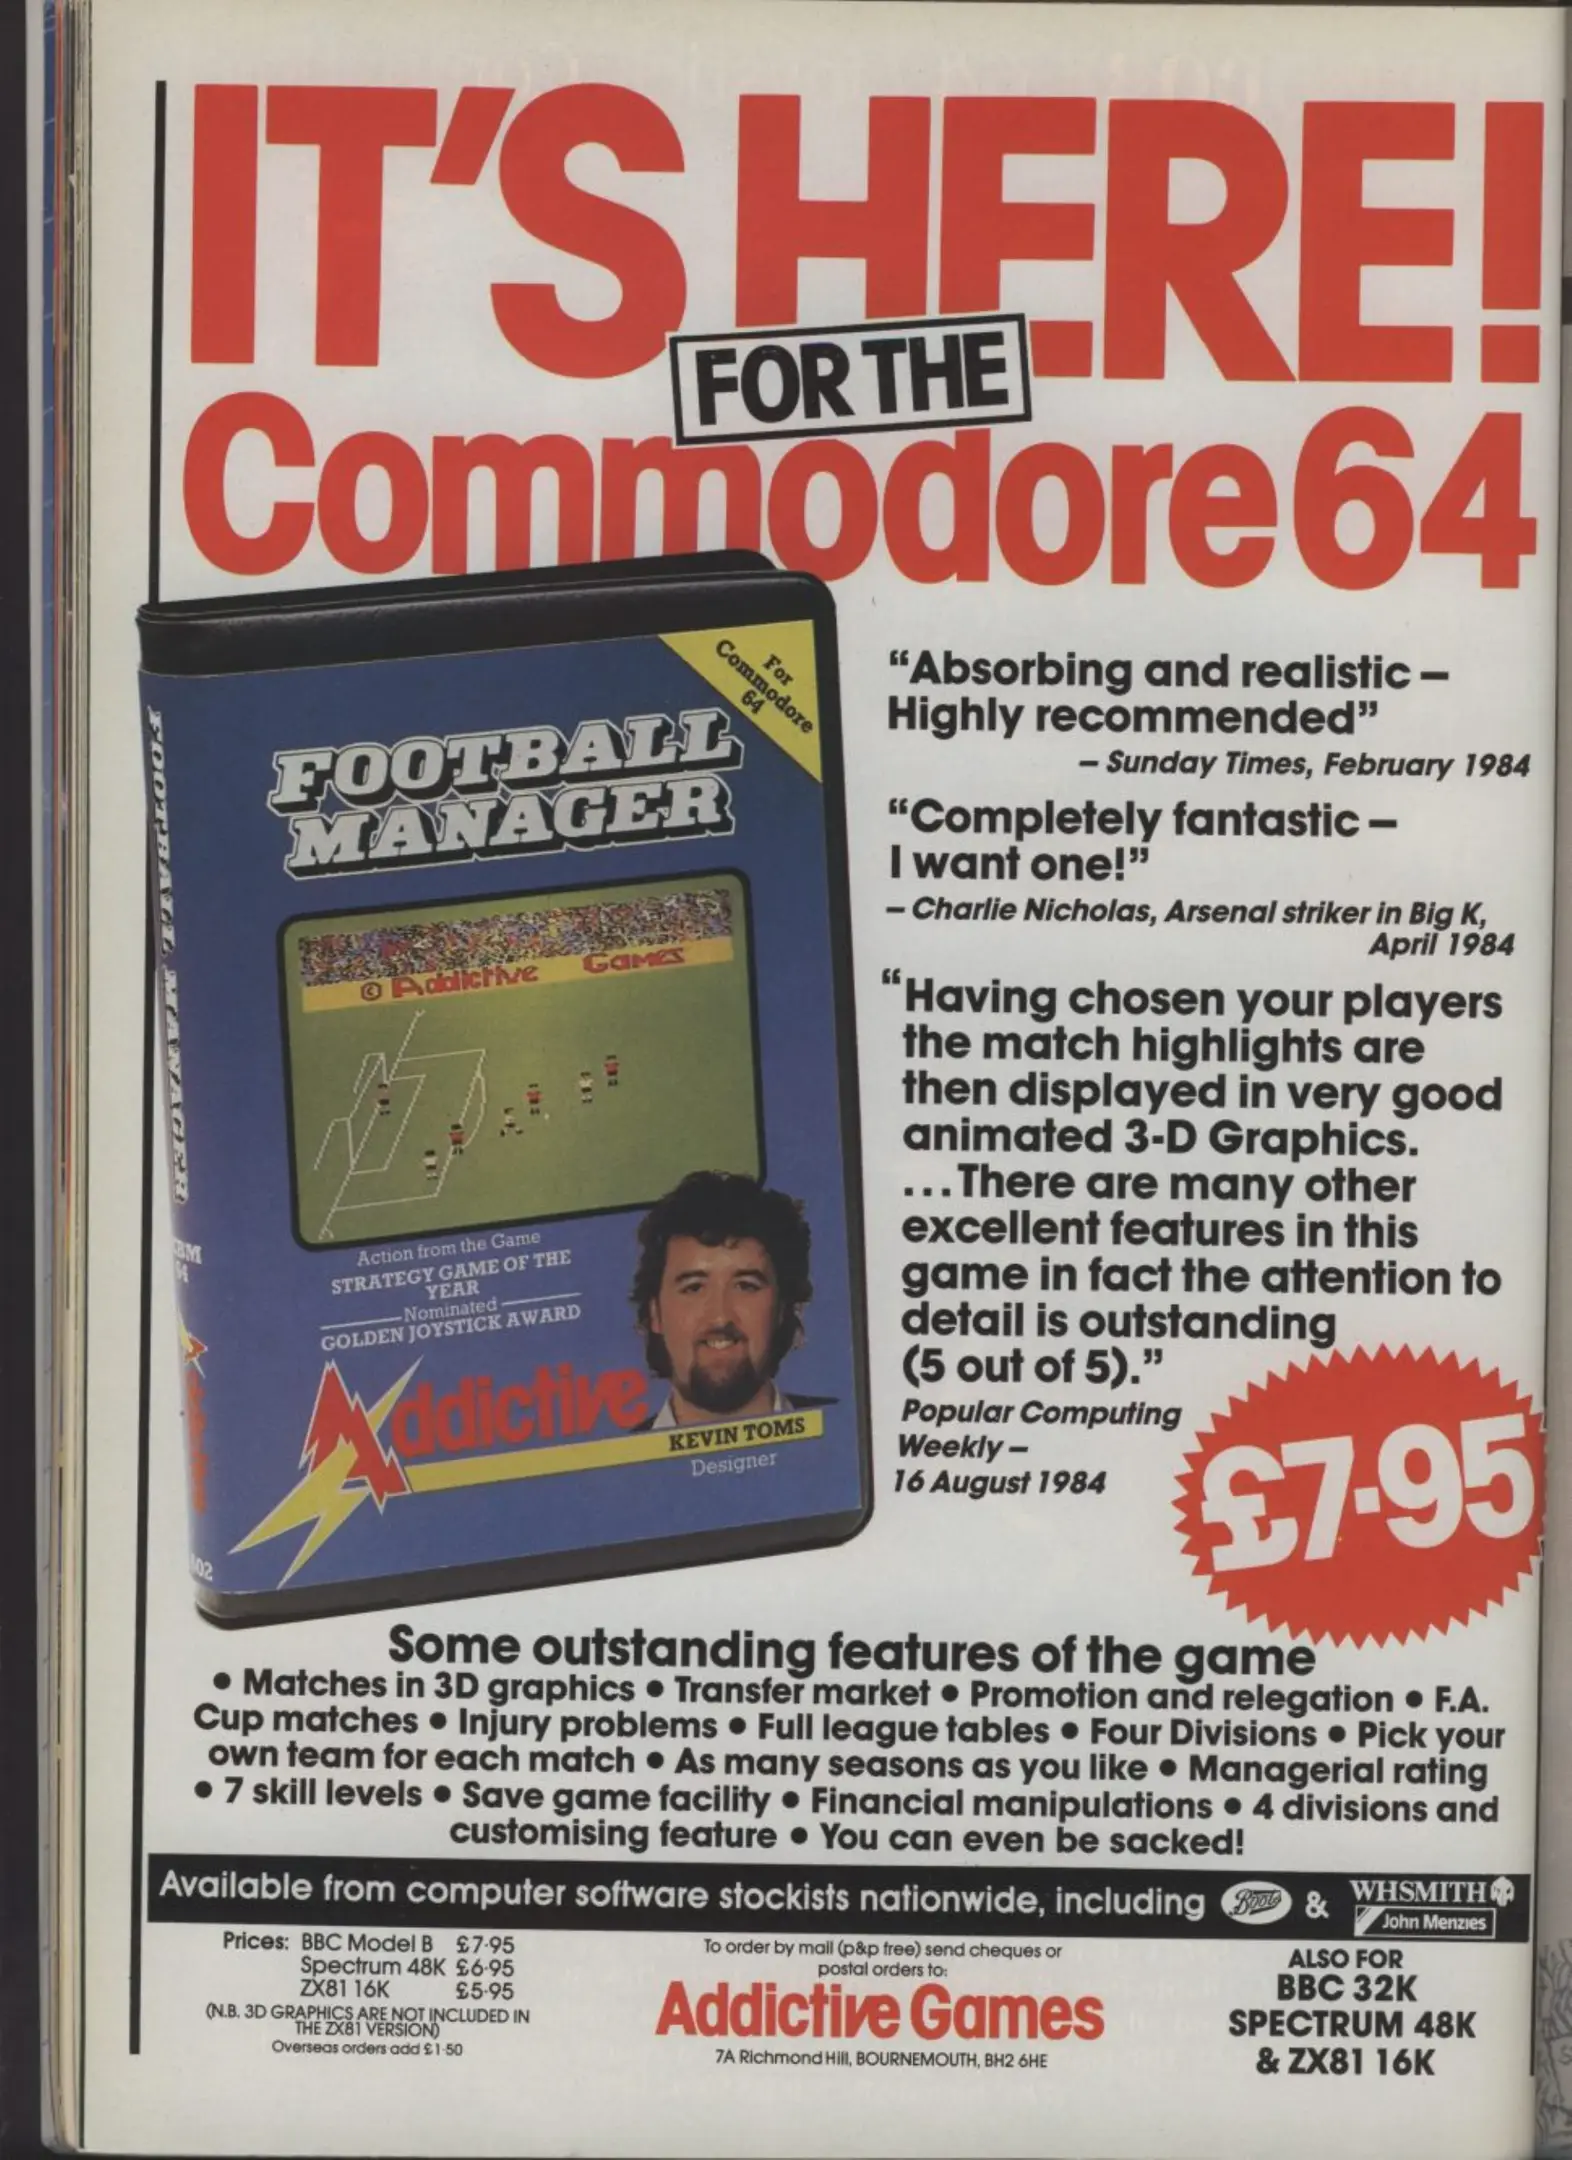 IT'S HERE!
FOR THE
Commodore 64
For
Commodore
64
FOOTBALL
MANAGER
© Addictive Games
Action from the Game
STRATEGY GAME OF THE
YEAR
Nominated
GOLDEN JOYSTICK AWARD
Addictive
KEVIN TOMS
Designer
FOOTBALL MANAGER
CBM
64
“Absorbing and realistic –
Highly recommended”
– Sunday Times, February 1984
“Completely fantastic –
I want one!”
– Charlie Nicholas, Arsenal striker in Big K,
April 1984
“Having chosen your players
the match highlights are
then displayed in very good
animated 3-D Graphics.
...There are many other
excellent features in this
game in fact the attention to
detail is outstanding
(5 out of 5).”
Popular Computing
Weekly –
16 August 1984
£7·95
Some outstanding features of the game
• Matches in 3D graphics • Transfer market • Promotion and relegation • F.A.
Cup matches • Injury problems • Full league tables • Four Divisions • Pick your
own team for each match • As many seasons as you like • Managerial rating
• 7 skill levels • Save game facility • Financial manipulations • 4 divisions and
customising feature • You can even be sacked!
Available from computer software stockists nationwide, including Boots & WHSMITH
John Menzies
Prices: BBC Model B £7·95
Spectrum 48K £6·95
ZX81 16K £5·95
(N.B. 3D GRAPHICS ARE NOT INCLUDED IN
THE ZX81 VERSION)
Overseas orders add £1·50
To order by mail (p&p free) send cheques or
postal orders to:
Addictive Games
7A Richmond Hill, BOURNEMOUTH, BH2 6HE
ALSO FOR
BBC 32K
SPECTRUM 48K
& ZX81 16K